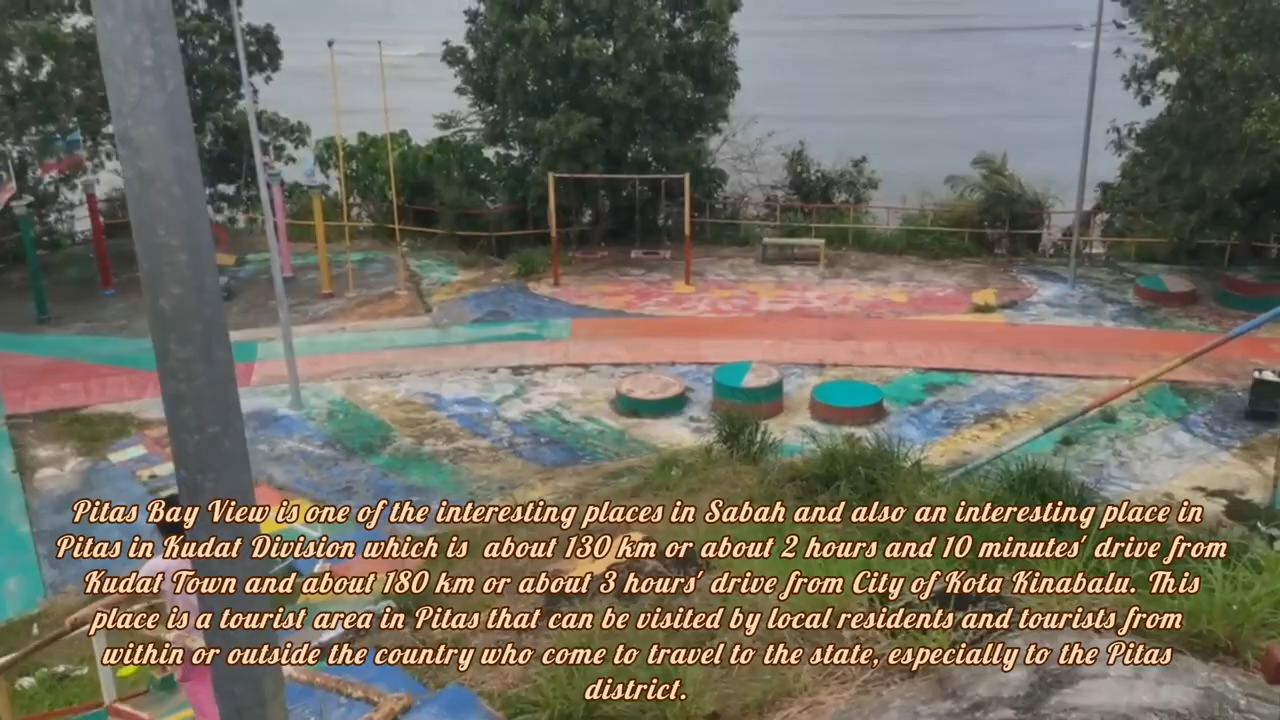 Pitas Bay View is one of the interesting places in Sabah and also an interesting place in
Pitas in Kudat Division which is  about 130 km or about 2 hours and 10 minutes' drive from
Kudat Town and about 180 km or about 3 hours' drive from City of Kota Kinabalu. This
place is a tourist area in Pitas that can be visited by local residents and tourists from
within or outside the country who come to travel to the state, especially to the Pitas
district.